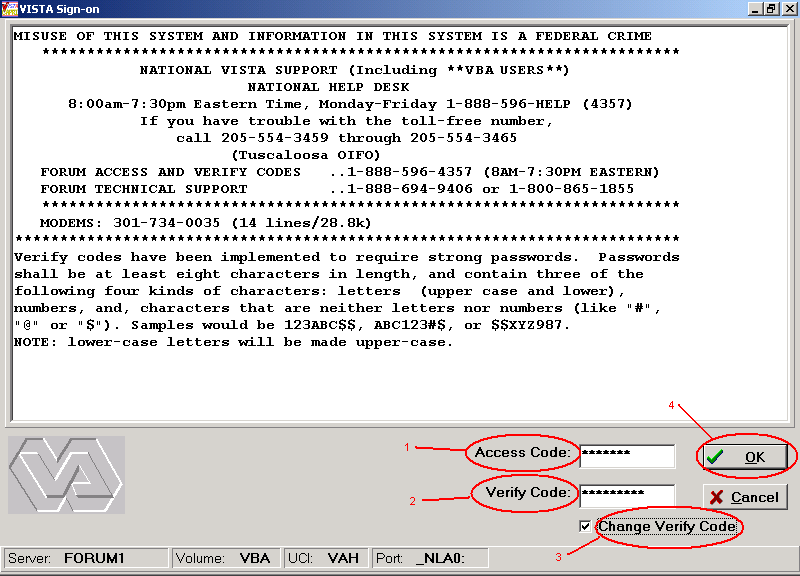 VISTA Sign-on
MISUSE OF THIS SYSTEM AND INFORMATION IN THIS SYSTEM IS A FEDERAL CRIME
***********************************************************************
NATIONAL VISTA SUPPORT (Including **VBA USERS**)
NATIONAL HELP DESK
8:00am-7:30pm Eastern Time, Monday-Friday 1-888-596-HELP (4357)
If you have trouble with the toll-free number,
call 205-554-3459 through 205-554-3465
(Tuscaloosa OIFO)
FORUM ACCESS AND VERIFY CODES ..1-888-596-4357 (8AM-7:30PM EASTERN)
FORUM TECHNICAL SUPPORT ..1-888-694-9406 or 1-800-865-1855
***********************************************************************
MODEMS: 301-734-0035 (14 lines/28.8k)
**************************************************************************
Verify codes have been implemented to require strong passwords. Passwords
shall be at least eight characters in length, and contain three of the
following four kinds of characters: letters (upper case and lower),
numbers, and, characters that are neither letters nor numbers (like "#",
"@" or "$"). Samples would be 123ABC$$, ABC123#$, or $$XYZ987.
NOTE: lower-case letters will be made upper-case.
4
1 Access Code: ******* OK
2 Verify Code: ********* Cancel
Change Verify Code
3
Server: FORUM1 Volume: VBA UCI: VAH Port: _NLA0: